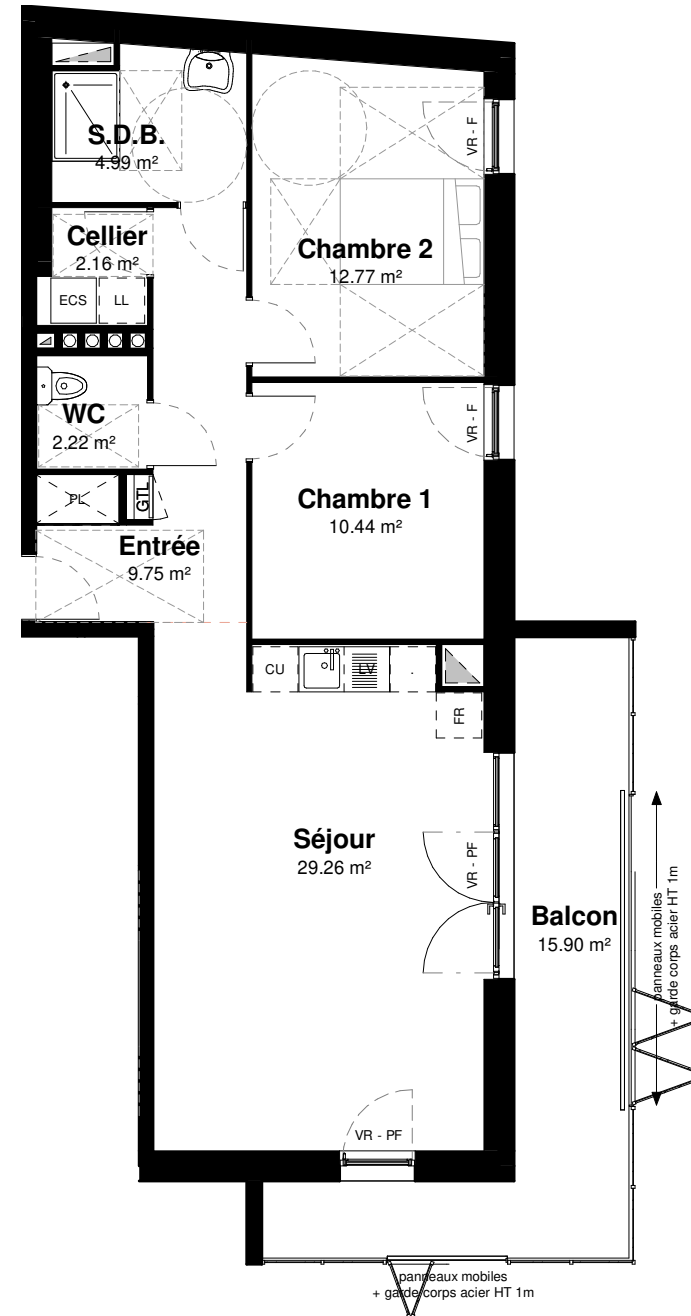 S.D.B.
4.99 m²
VR - F
Cellier
2.16 m²
Chambre 2
12.77 m²
ECS
LL
WC
2.22 m²
VR - F
PL
GTL
Chambre 1
10.44 m²
Entrée
9.75 m²
CU
LV
.
FR
Séjour
29.26 m²
VR - PF
Balcon
15.90 m²
panneaux mobiles
+ garde corps acier HT 1m
VR - PF
panneaux mobiles
+ garde corps acier HT 1m